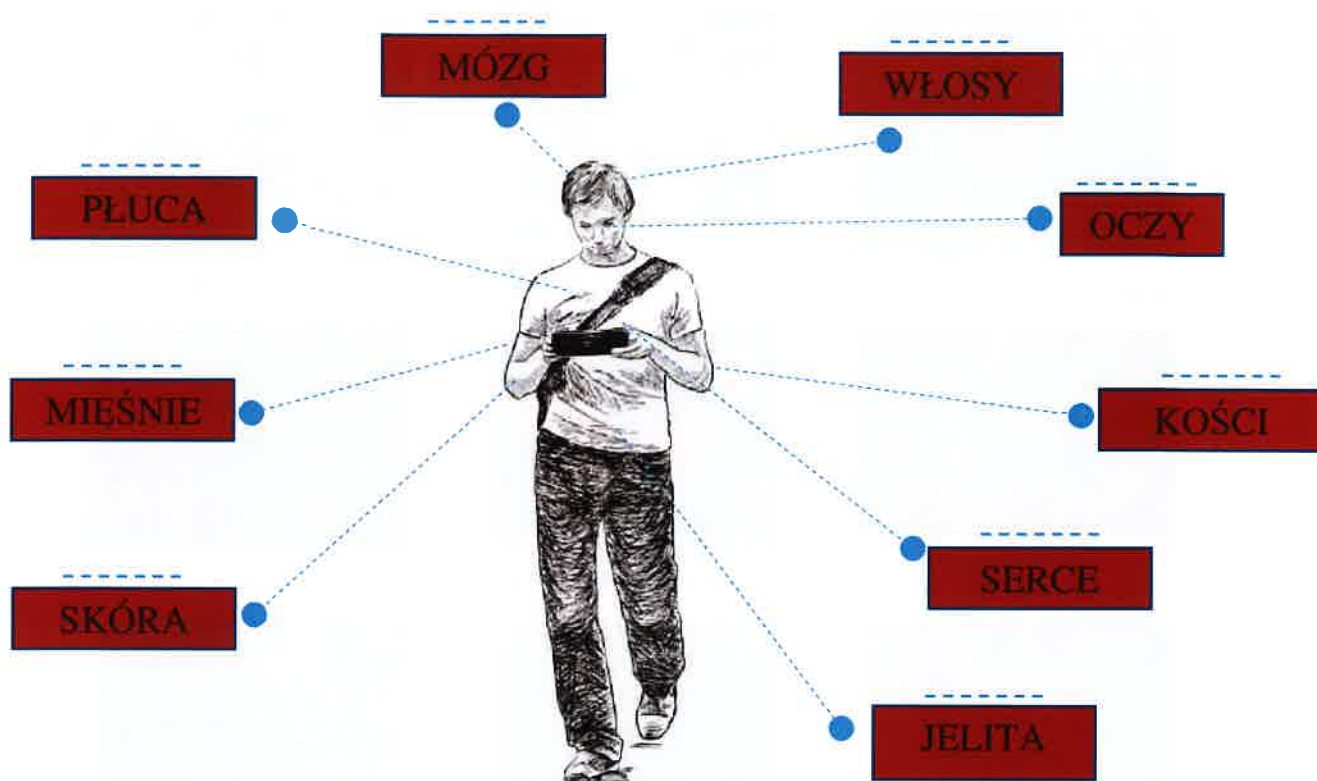 MÓZG
WŁOSY
PŁUCA
OCZY
MIĘŚNIE
KOŚCI
SERCE
SKÓRA
JELITA